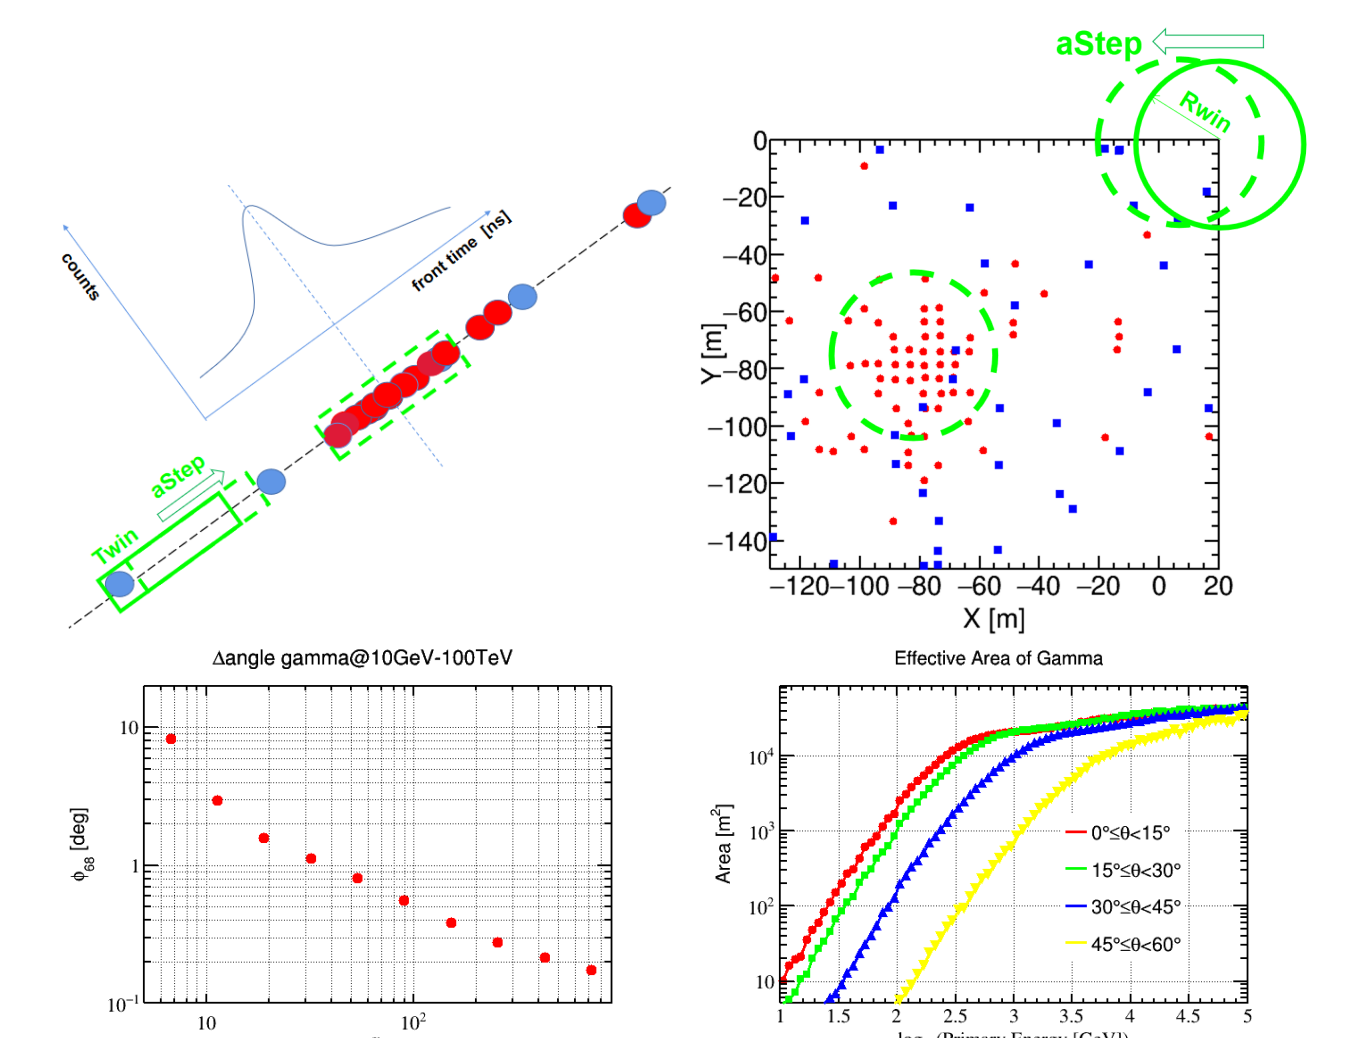 counts
front time [ns]
aStep
Twin
aStep
Rwin
0
−20
−40
−60
−80
−100
−120
−140
Y [m]
−120 −100 −80 −60 −40 −20 0 20
X [m]
Δangle gamma@10GeV-100TeV
10
1
10⁻¹
ϕ68 [deg]
10 10²
Effective Area of Gamma
10⁴
10³
10²
10
Area [m²]
0°≤θ<15°
15°≤θ<30°
30°≤θ<45°
45°≤θ<60°
1 1.5 2 2.5 3 3.5 4 4.5 5
(Primary Energy [GeV])